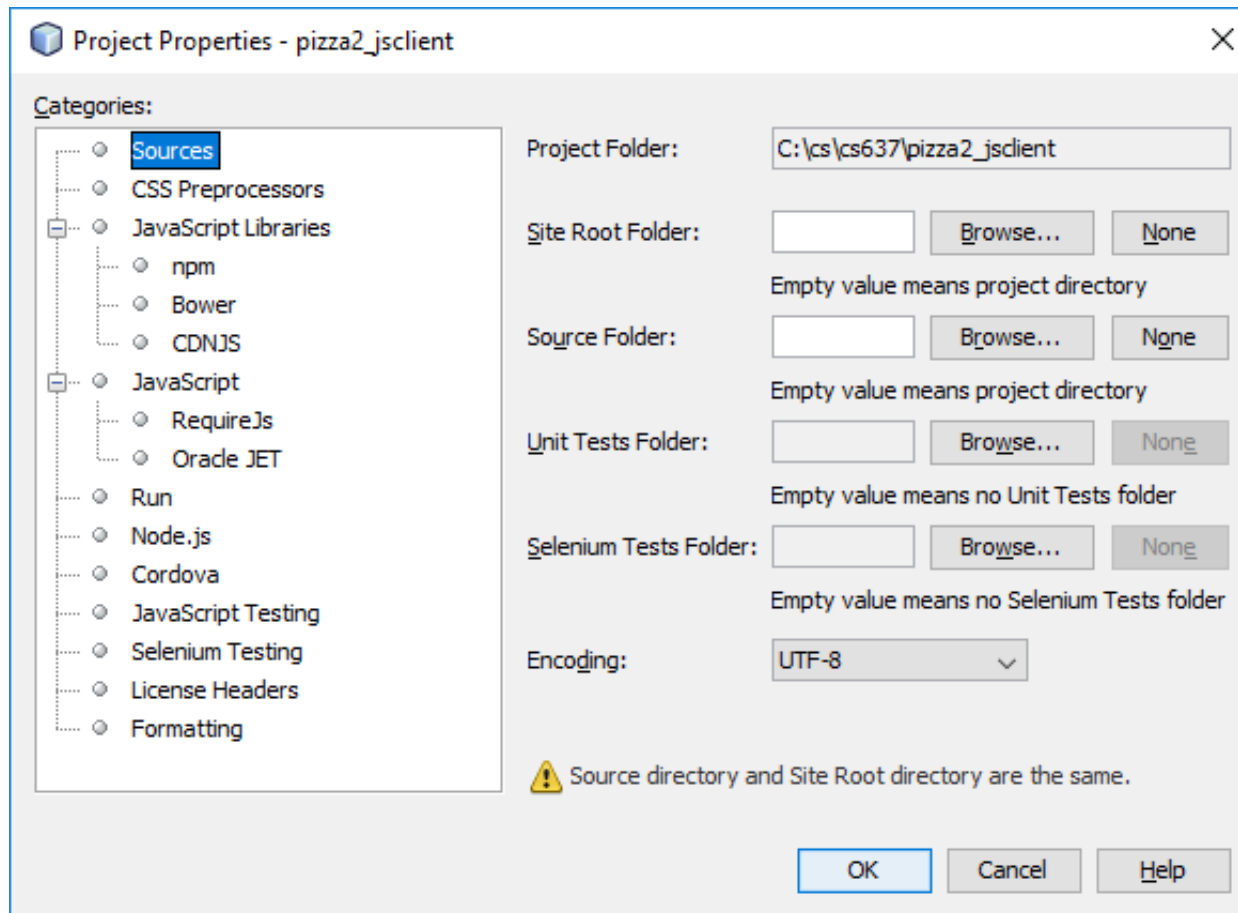 Project Properties - pizza2_jsclient
Categories:
Sources
CSS Preprocessors
JavaScript Libraries
npm
Bower
CDNJS
JavaScript
RequireJs
Oracle JET
Run
Node.js
Cordova
JavaScript Testing
Selenium Testing
License Headers
Formatting
Project Folder: C:\cs\cs637\pizza2_jsclient
Site Root Folder: Browse... None
Empty value means project directory
Source Folder: Browse... None
Empty value means project directory
Unit Tests Folder: Browse... None
Empty value means no Unit Tests folder
Selenium Tests Folder: Browse... None
Empty value means no Selenium Tests folder
Encoding: UTF-8
Source directory and Site Root directory are the same.
OK Cancel Help